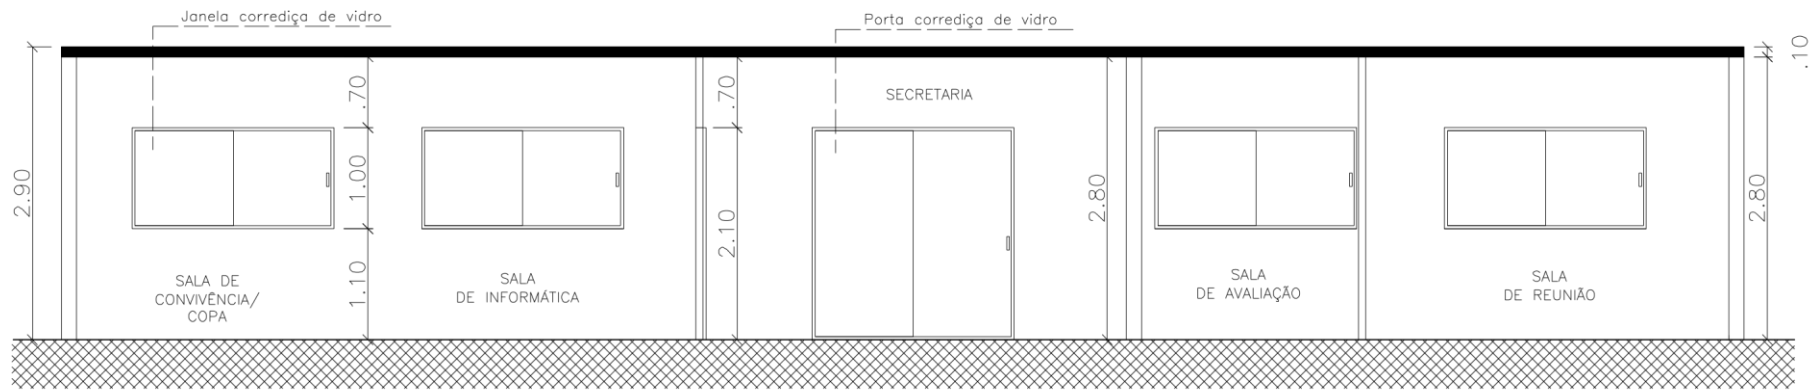 Janela corrediça de vidro
Porta corrediça de vidro
.10
SECRETARIA
.70
.70
2.90
1.00
2.10
2.80
2.80
1.10
SALA DE
CONVIVÊNCIA/
COPA
SALA
DE INFORMÁTICA
SALA
DE AVALIAÇÃO
SALA
DE REUNIÃO